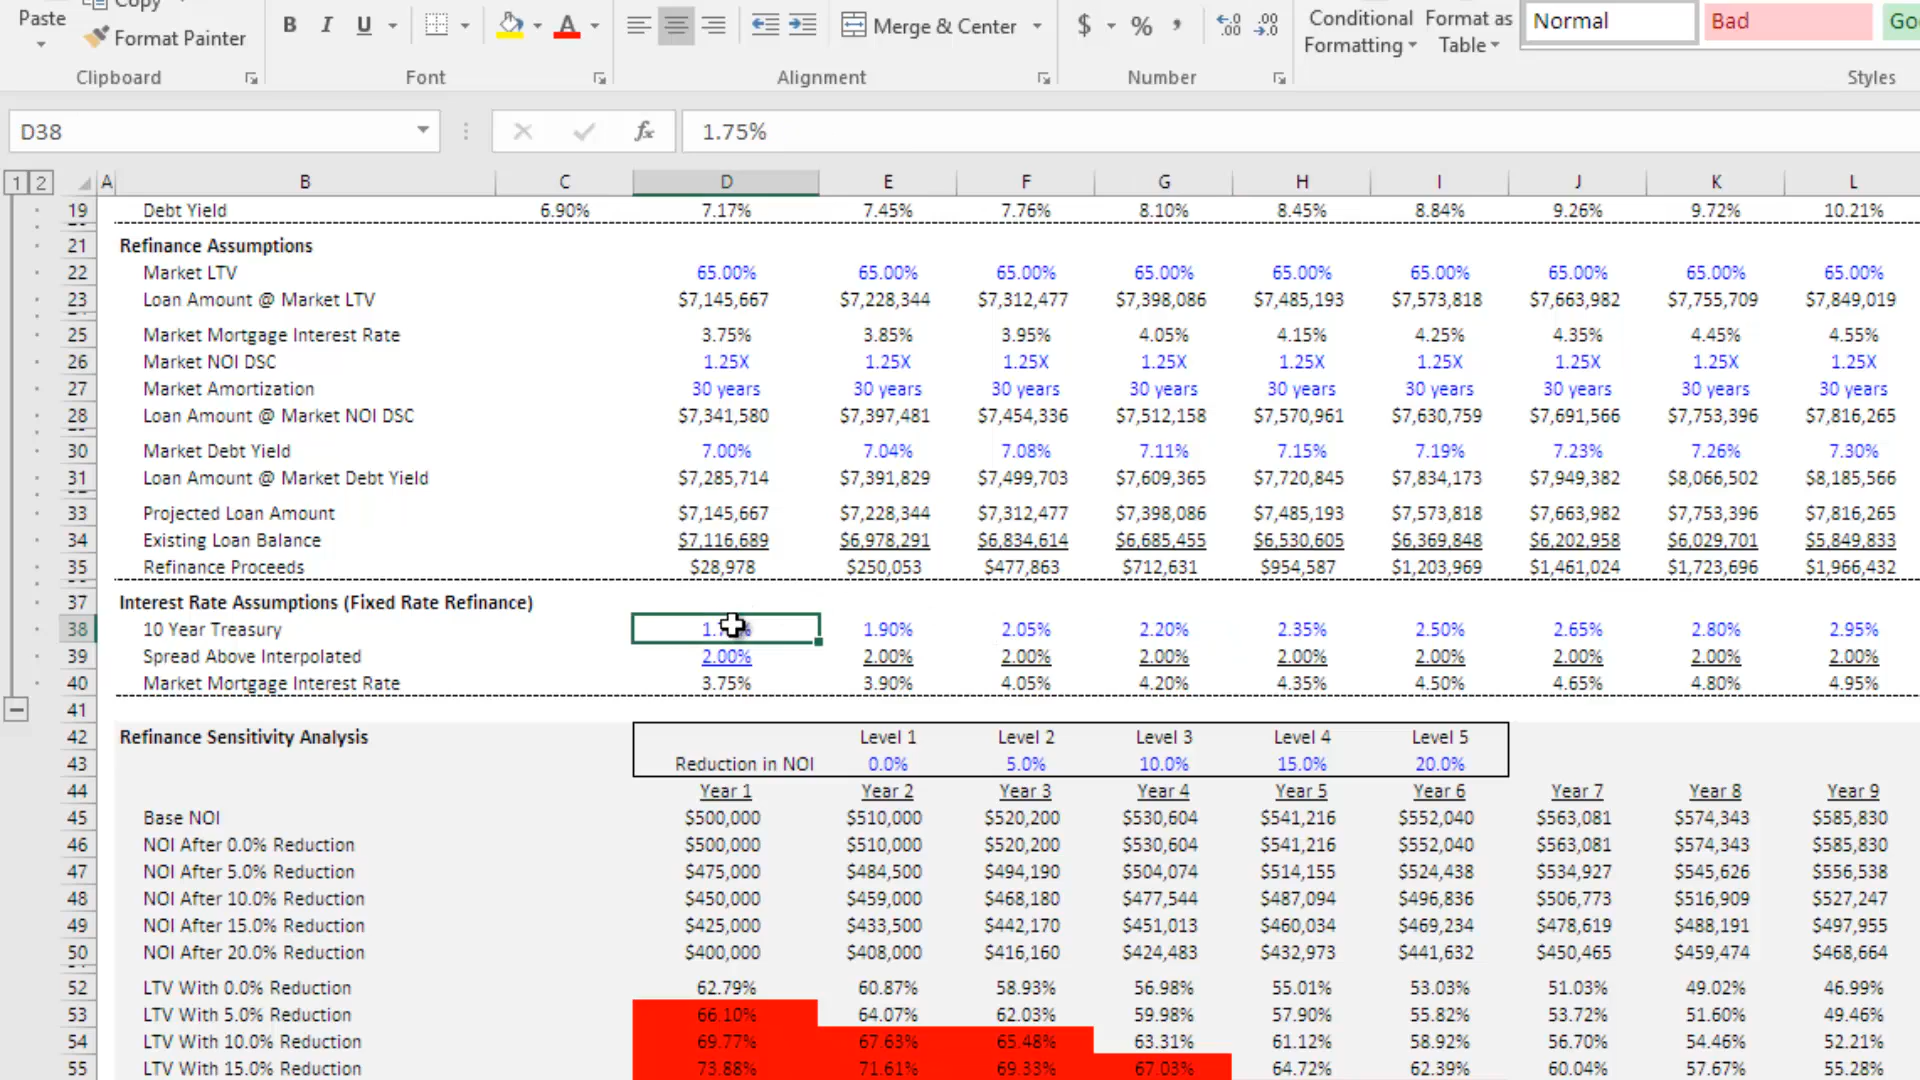 Paste Copy
Format Painter
B I U A Merge & Center $ % Conditional Formatting Format as Table Normal Bad
Clipboard Font Alignment Number Styles
D38 fx 1.75%
1 2 A B C D E F G H I J K L
19 Debt Yield 6.90% 7.17% 7.45% 7.76% 8.10% 8.45% 8.84% 9.26% 9.72% 10.21%
21 Refinance Assumptions
22 Market LTV 65.00% 65.00% 65.00% 65.00% 65.00% 65.00% 65.00% 65.00% 65.00%
23 Loan Amount @ Market LTV $7,145,667 $7,228,344 $7,312,477 $7,398,086 $7,485,193 $7,573,818 $7,663,982 $7,755,709 $7,849,019
25 Market Mortgage Interest Rate 3.75% 3.85% 3.95% 4.05% 4.15% 4.25% 4.35% 4.45% 4.55%
26 Market NOI DSC 1.25X 1.25X 1.25X 1.25X 1.25X 1.25X 1.25X 1.25X 1.25X
27 Market Amortization 30 years 30 years 30 years 30 years 30 years 30 years 30 years 30 years 30 years
28 Loan Amount @ Market NOI DSC $7,341,580 $7,397,481 $7,454,336 $7,512,158 $7,570,961 $7,630,759 $7,691,566 $7,753,396 $7,816,265
30 Market Debt Yield 7.00% 7.04% 7.08% 7.11% 7.15% 7.19% 7.23% 7.26% 7.30%
31 Loan Amount @ Market Debt Yield $7,285,714 $7,391,829 $7,499,703 $7,609,365 $7,720,845 $7,834,173 $7,949,382 $8,066,502 $8,185,566
33 Projected Loan Amount $7,145,667 $7,228,344 $7,312,477 $7,398,086 $7,485,193 $7,573,818 $7,663,982 $7,753,396 $7,816,265
34 Existing Loan Balance $7,116,689 $6,978,291 $6,834,614 $6,685,455 $6,530,605 $6,369,848 $6,202,958 $6,029,701 $5,849,833
35 Refinance Proceeds $28,978 $250,053 $477,863 $712,631 $954,587 $1,203,969 $1,461,024 $1,723,696 $1,966,432
37 Interest Rate Assumptions (Fixed Rate Refinance)
38 10 Year Treasury 1.90% 2.05% 2.20% 2.35% 2.50% 2.65% 2.80% 2.95%
39 Spread Above Interpolated 2.00% 2.00% 2.00% 2.00% 2.00% 2.00% 2.00% 2.00% 2.00%
40 Market Mortgage Interest Rate 3.75% 3.90% 4.05% 4.20% 4.35% 4.50% 4.65% 4.80% 4.95%
41
42 Refinance Sensitivity Analysis Level 1 Level 2 Level 3 Level 4 Level 5
43 Reduction in NOI 0.0% 5.0% 10.0% 15.0% 20.0%
44 Year 1 Year 2 Year 3 Year 4 Year 5 Year 6 Year 7 Year 8 Year 9
45 Base NOI $500,000 $510,000 $520,200 $530,604 $541,216 $552,040 $563,081 $574,343 $585,830
46 NOI After 0.0% Reduction $500,000 $510,000 $520,200 $530,604 $541,216 $552,040 $563,081 $574,343 $585,830
47 NOI After 5.0% Reduction $475,000 $484,500 $494,190 $504,074 $514,155 $524,438 $534,927 $545,626 $556,538
48 NOI After 10.0% Reduction $450,000 $459,000 $468,180 $477,544 $487,094 $496,836 $506,773 $516,909 $527,247
49 NOI After 15.0% Reduction $425,000 $433,500 $442,170 $451,013 $460,034 $469,234 $478,619 $488,191 $497,955
50 NOI After 20.0% Reduction $400,000 $408,000 $416,160 $424,483 $432,973 $441,632 $450,465 $459,474 $468,664
52 LTV With 0.0% Reduction 62.79% 60.87% 58.93% 56.98% 55.01% 53.03% 51.03% 49.02% 46.99%
53 LTV With 5.0% Reduction 66.10% 64.07% 62.03% 59.98% 57.90% 55.82% 53.72% 51.60% 49.46%
54 LTV With 10.0% Reduction 69.77% 67.63% 65.48% 63.31% 61.12% 58.92% 56.70% 54.46% 52.21%
55 LTV With 15.0% Reduction 73.88% 71.61% 69.33% 67.03% 64.72% 62.39% 60.04% 57.67% 55.28%